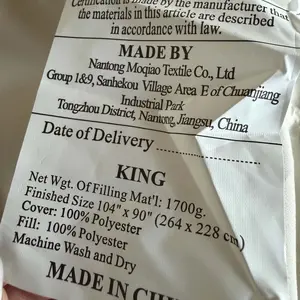 Certification is made by the manufacturer that
the materials in this article are described
in accordance with law.
MADE BY
Nantong Moqiao Textile Co., Ltd
Group 1&9, Sanhekou Village Area E of Chuanjiang
Industrial Park
Tongzhou District, Nantong, Jiangsu, China
Date of Delivery
KING
Net Wgt. Of Filling Mat'l: 1700g.
Finished Size 104" x 90" (264 x 228 cm)
Cover: 100% Polyester
Fill: 100% Polyester
Machine Wash and Dry
MADE IN